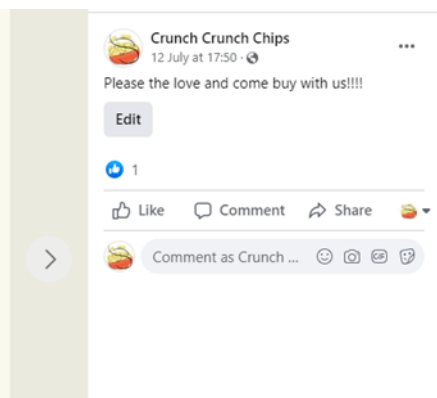 Crunch Crunch Chips
12 July at 17:50 ·
Please the love and come buy with us!!!!
Edit
1
Like Comment Share
Comment as Crunch ... GIF